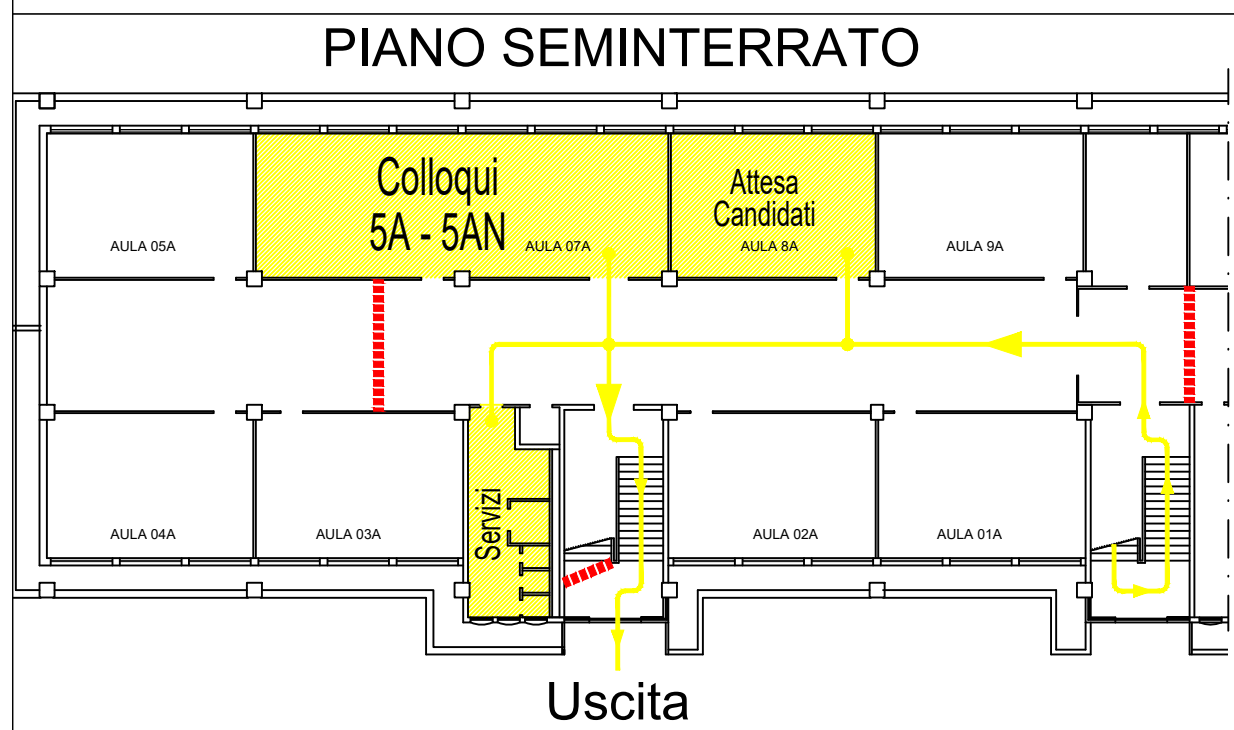 PIANO SEMINTERRATO
Colloqui
5A - 5AN
Attesa
Candidati
AULA 05A
AULA 07A
AULA 8A
AULA 9A
Servizi
AULA 04A
AULA 03A
AULA 02A
AULA 01A
Uscita